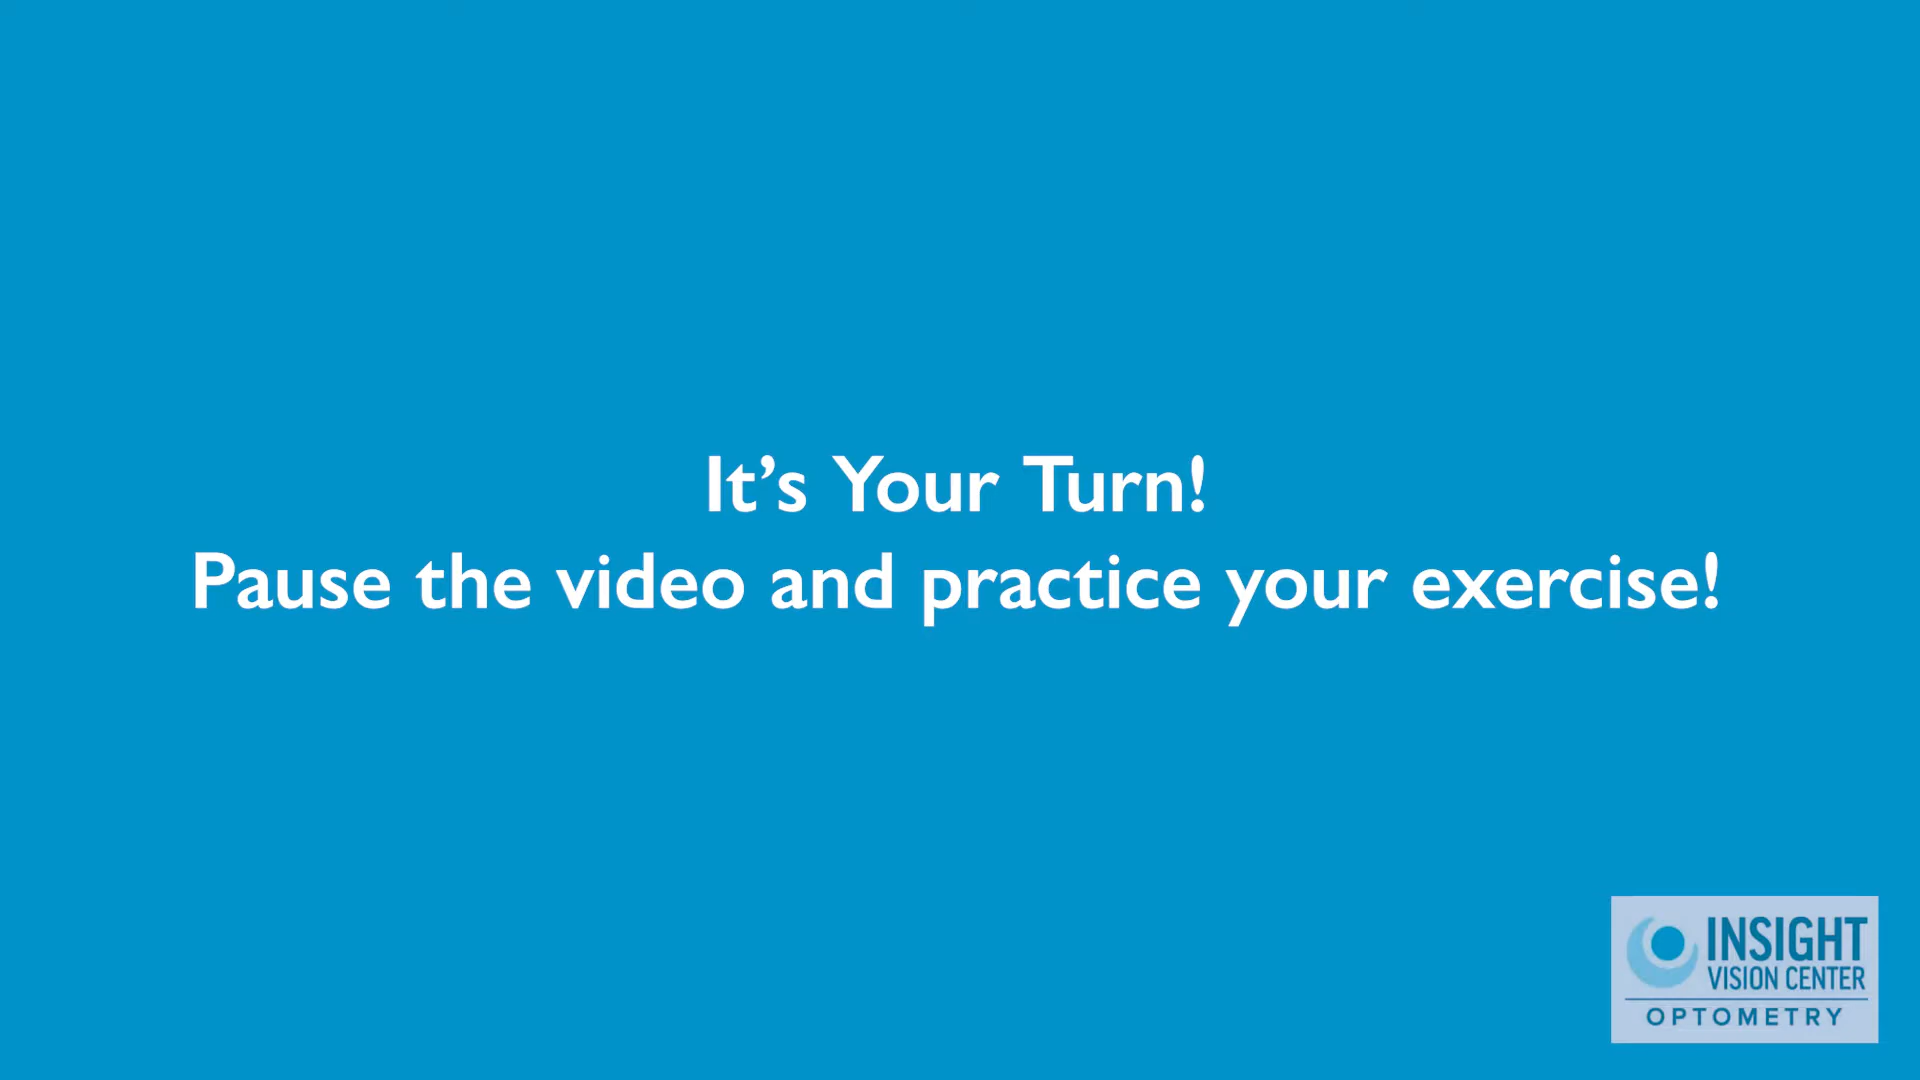 It’s Your Turn!
Pause the video and practice your exercise!
INSIGHT
VISION CENTER
OPTOMETRY